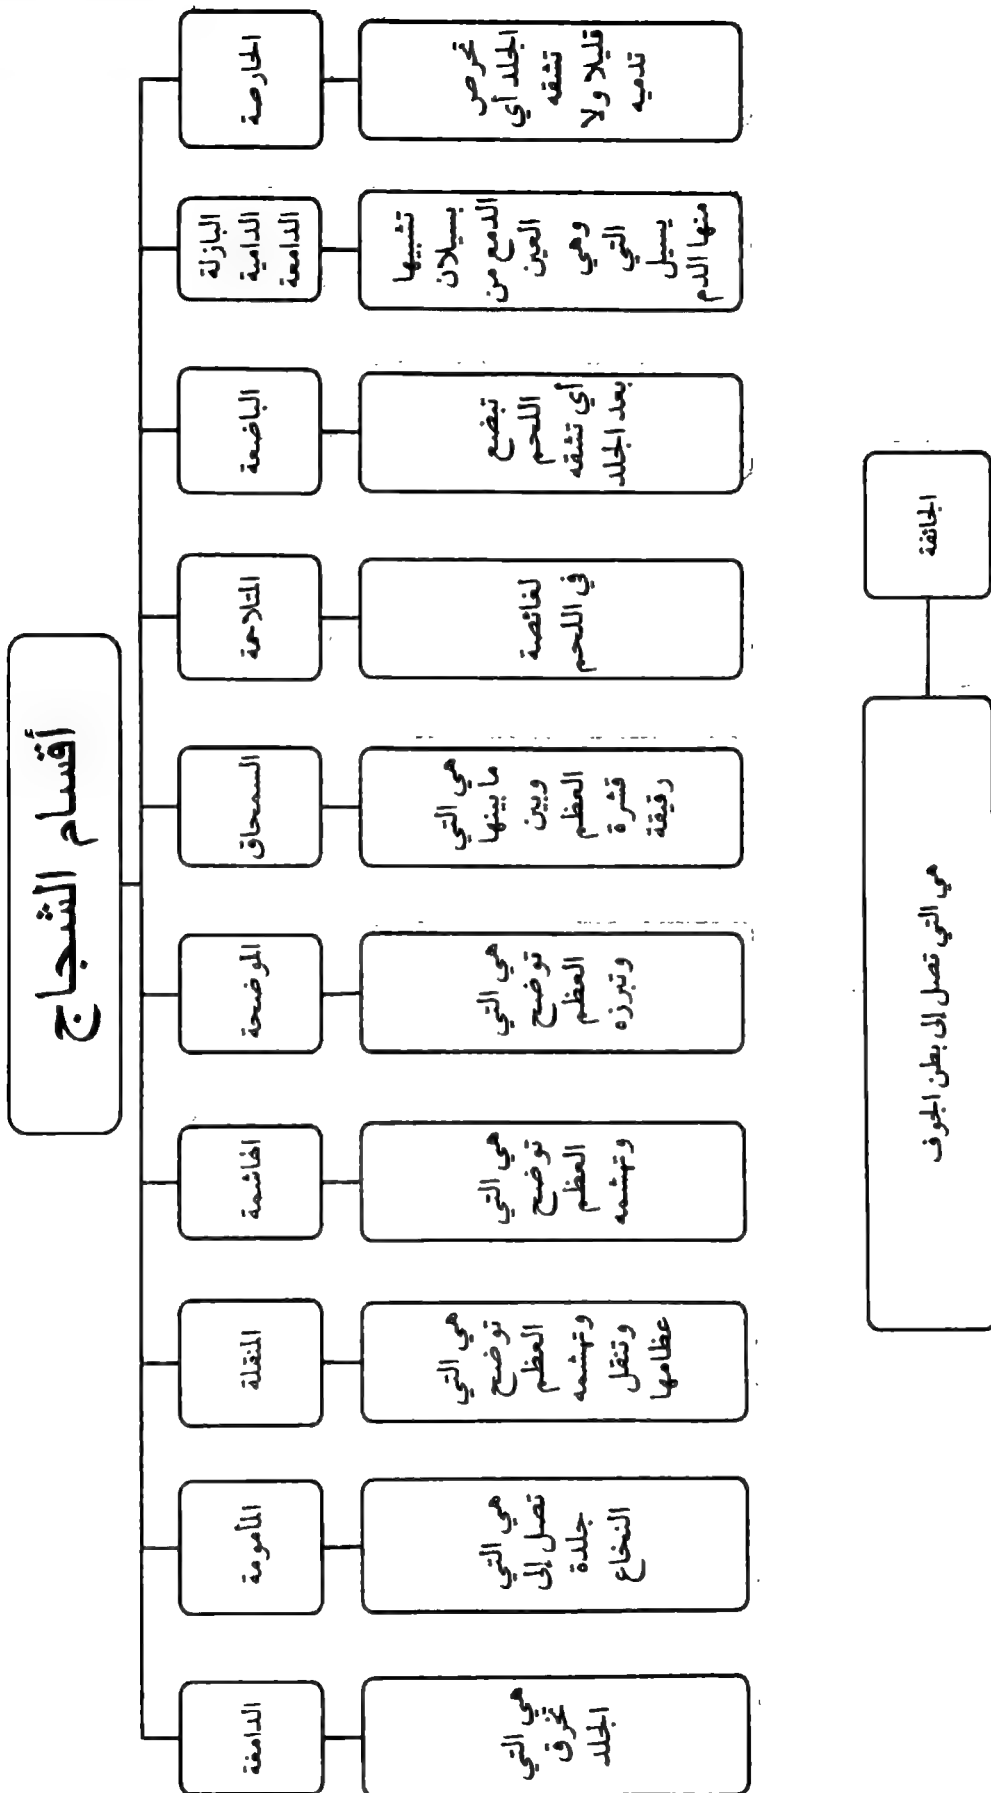 أقسام الشجاج
الحارصة
تحرص
الجلد أي
تشقه
قليلا ولا
تدميه
البازلة
الدامية
الدامعة
تشبيها
بسيلان
الدمع من
العين
وهي
التي
يسيل
منها الدم
الباضعة
تبضع
اللحم
أي تشقه
بعد الجلد
المتلاحمة
لغائصة
في اللحم
السمحاق
هي التي
ما بينها
وبين
العظم
قشرة
رقيقة
الموضحة
هي التي
توضح
العظم
وتبرزه
الهاشمة
هي التي
توضح
العظم
وتهشمه
المنقلة
هي التي
توضح
العظم
وتهشمه
وتنقل
عظامها
المأمومة
هي التي
تصل إلى
جلدة
النخاع
الدامغة
هي التي
تخرق
الجلد
الجائفة
هي التي تصل إلى بطن الجوف